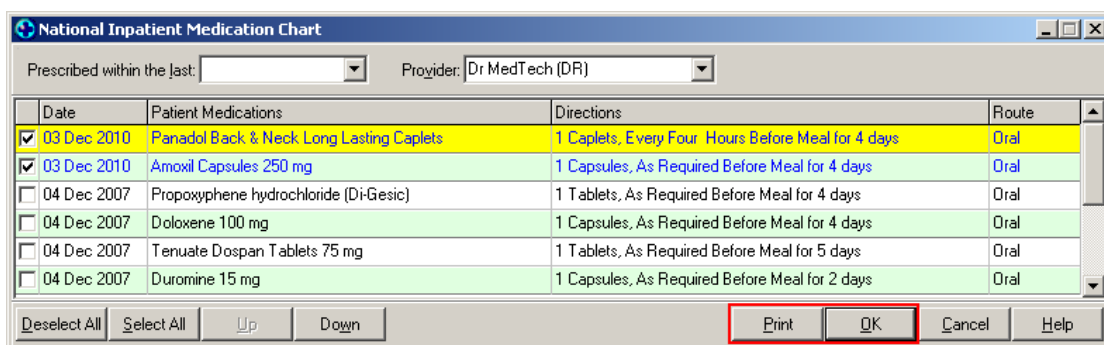 National Inpatient Medication Chart
Prescribed within the last: Provider: Dr MedTech (DR)
Date Patient Medications Directions Route
03 Dec 2010 Panadol Back & Neck Long Lasting Caplets 1 Caplets, Every Four Hours Before Meal for 4 days Oral
03 Dec 2010 Amoxil Capsules 250 mg 1 Capsules, As Required Before Meal for 4 days Oral
04 Dec 2007 Propoxyphene hydrochloride (Di-Gesic) 1 Tablets, As Required Before Meal for 4 days Oral
04 Dec 2007 Doloxene 100 mg 1 Capsules, As Required Before Meal for 4 days Oral
04 Dec 2007 Tenuate Dospan Tablets 75 mg 1 Tablets, As Required Before Meal for 5 days Oral
04 Dec 2007 Duromine 15 mg 1 Capsules, As Required Before Meal for 2 days Oral
Deselect All Select All Up Down Print OK Cancel Help